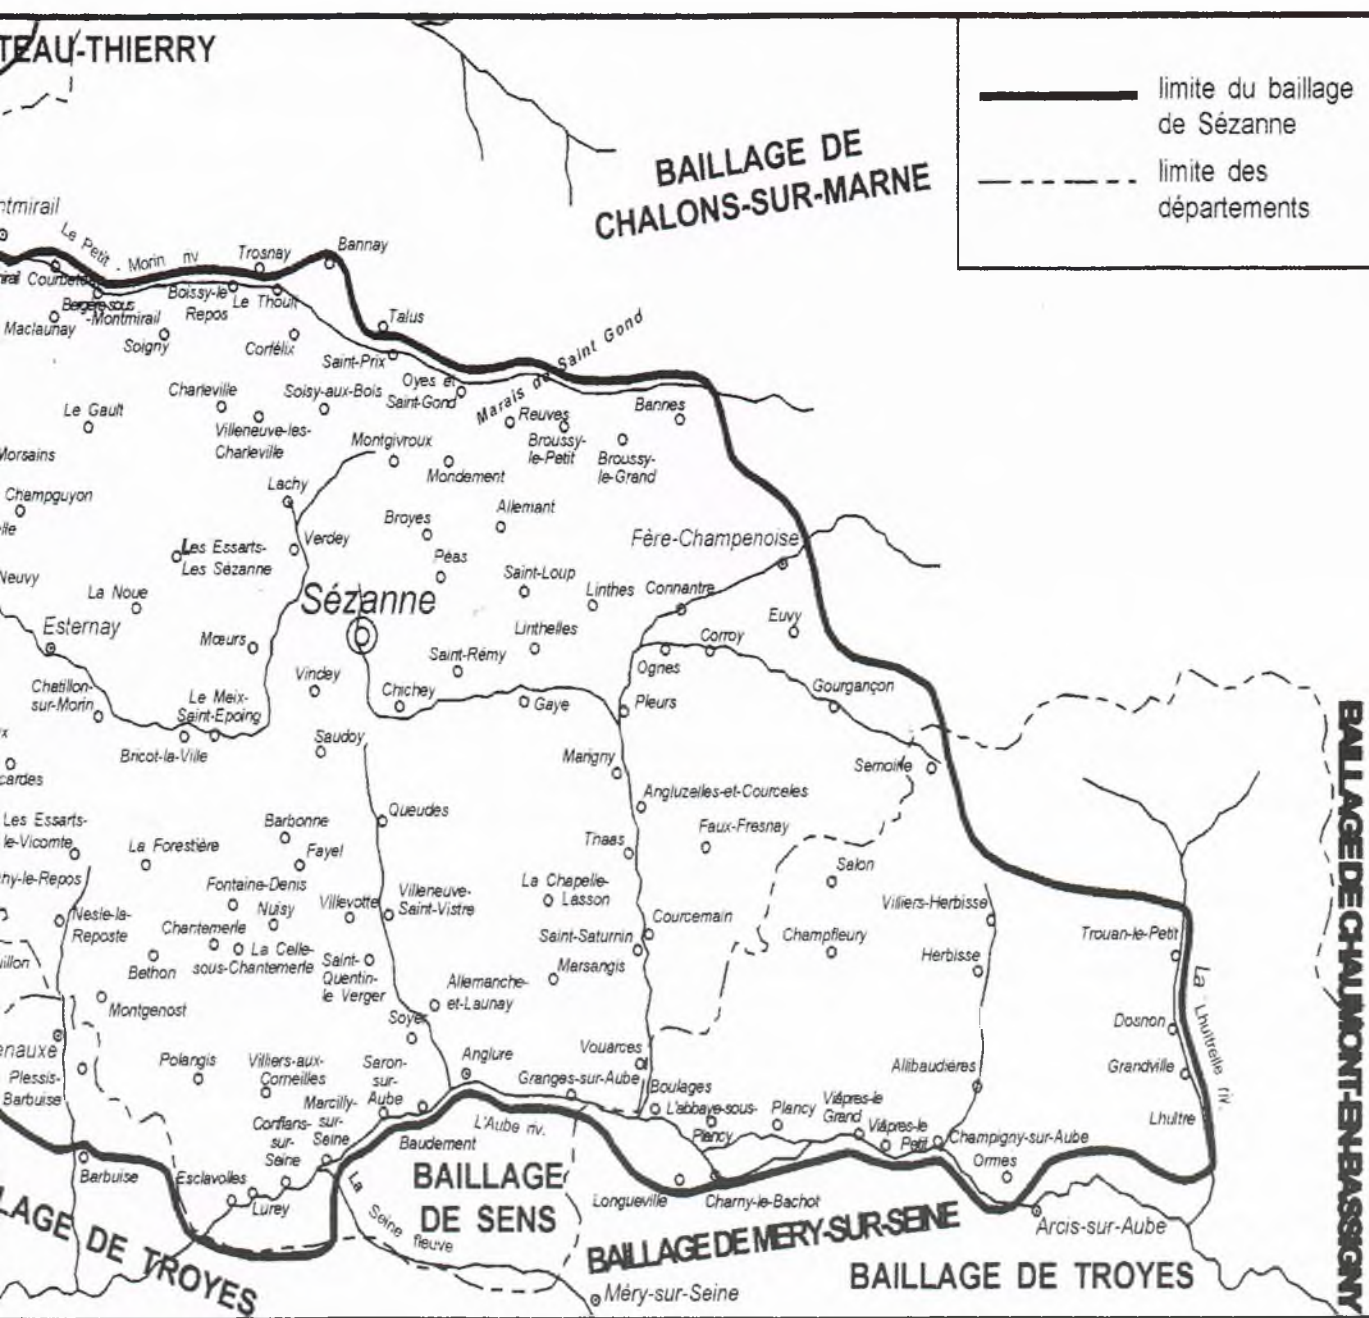 TEAU-THIERRY
limite du baillage
de Sézanne
limite des
départements
BAILLAGE DE
CHALONS-SUR-MARNE
ntmirail
Le Petit - Morin riv
Trosnay
Bannay
Boissy-le
Repos
Le Thoult
Bergère-sous
-Montmirail
Maclaunay
Soigny
Corfélix
Talus
Saint-Prix
Marais de Saint Gond
Charleville
Soisy-aux-Bois
Oyes et
Saint-Gond
Le Gault
Villeneuve-les-
Charleville
Reuves
Bannes
Broussy-
le-Petit
Broussy-
le-Grand
Montgivroux
Mondement
Morsains
Champguyon
elle
Lachy
Allemant
Broyes
Verdey
Les Essarts-
Les Sézanne
Péas
Fère-Champenoise
Neuvy
La Noue
Saint-Loup
Linthes
Connantre
Sézanne
Esternay
Mœurs
Linthelles
Euvy
Corroy
Saint-Rémy
Ognes
Vindey
Chatillon-
sur-Morin
Le Meix-
Saint-Epoing
Chichey
Gaye
Pleurs
Gourgançon
Bricot-la-Ville
Saudoy
Marigny
Semoine
x
cardes
Angluzelles-et-Courceles
Les Essarts-
le-Vicomte
Barbonne
Queudes
Faux-Fresnay
La Forestière
Fayel
Thaas
Salon
hy-le-Repos
Fontaine-Denis
La Chapelle-
Lasson
Nesle-la-
Reposte
Chantemerle
Nuisy
Villevotte
Villeneuve-
Saint-Vistre
Courcemain
Villiers-Herbisse
Bethon
La Celle-
sous-Chantemerle
Saint-
Quentin-
le Verger
Saint-Saturnin
Champfleury
Trouan-le-Petit
Marsangis
Herbisse
uillon
Montgenost
Allemanche-
et-Launay
Soyer
Dosnon
La Lhuîtrelle riv.
enauxe
Polangis
Villiers-aux-
Corneilles
Saron-
sur-
Aube
Anglure
Vouarces
Allibaudières
Grandville
Plessis-
Barbuise
Granges-sur-Aube
Boulages
Marcilly-
sur-
Seine
Conflans-
sur-
Seine
L'abbaye-sous-
Plancy
Plancy
Viâpres-le
Grand
Viâpres-le
Petit
Lhuître
Baudement
L'Aube riv.
Champigny-sur-Aube
Ormes
Barbuise
Esclavolles
Lurey
BAILLAGE
DE SENS
La Seine fleuve
Longueville
Charny-le-Bachot
Arcis-sur-Aube
LAGE DE TROYES
BAILLAGE DE MERY-SUR-SEINE
BAILLAGE DE TROYES
Méry-sur-Seine
BAILLAGE DE CHAUMONT-EN-BASSIGNY